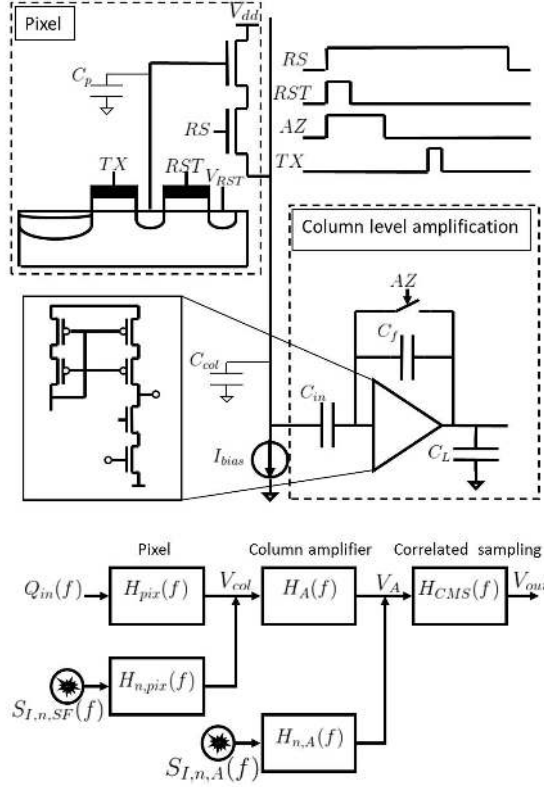 Pixel
V_dd
C_p
RS
TX
RST
V_RST
RS
RST
AZ
TX
Column level amplification
AZ
C_f
C_in
C_col
I_bias
C_L
Pixel
Column amplifier
Correlated sampling
Q_in(f)
H_pix(f)
V_col
H_A(f)
V_A
H_CMS(f)
V_out
H_n,pix(f)
S_I,n,SF(f)
H_n,A(f)
S_I,n,A(f)